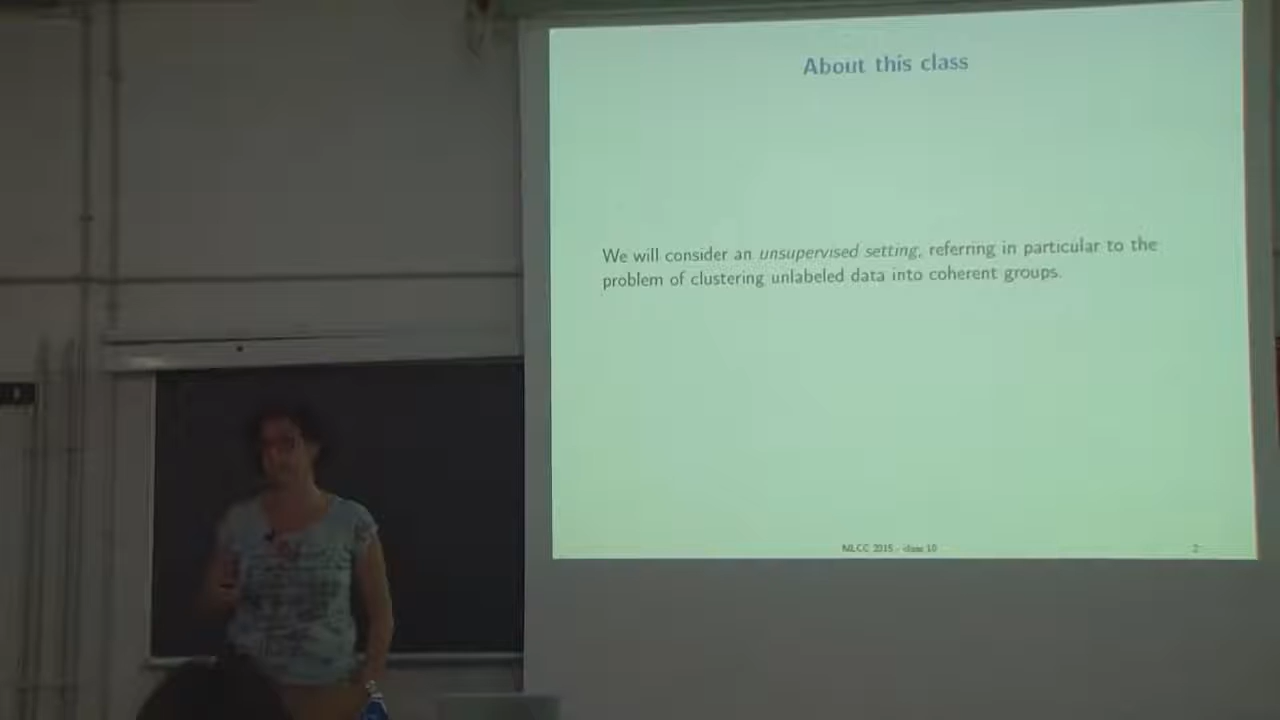 About this class
We will consider an unsupervised setting, referring in particular to the
problem of clustering unlabeled data into coherent groups.
MLCC 2015 - class 10
2